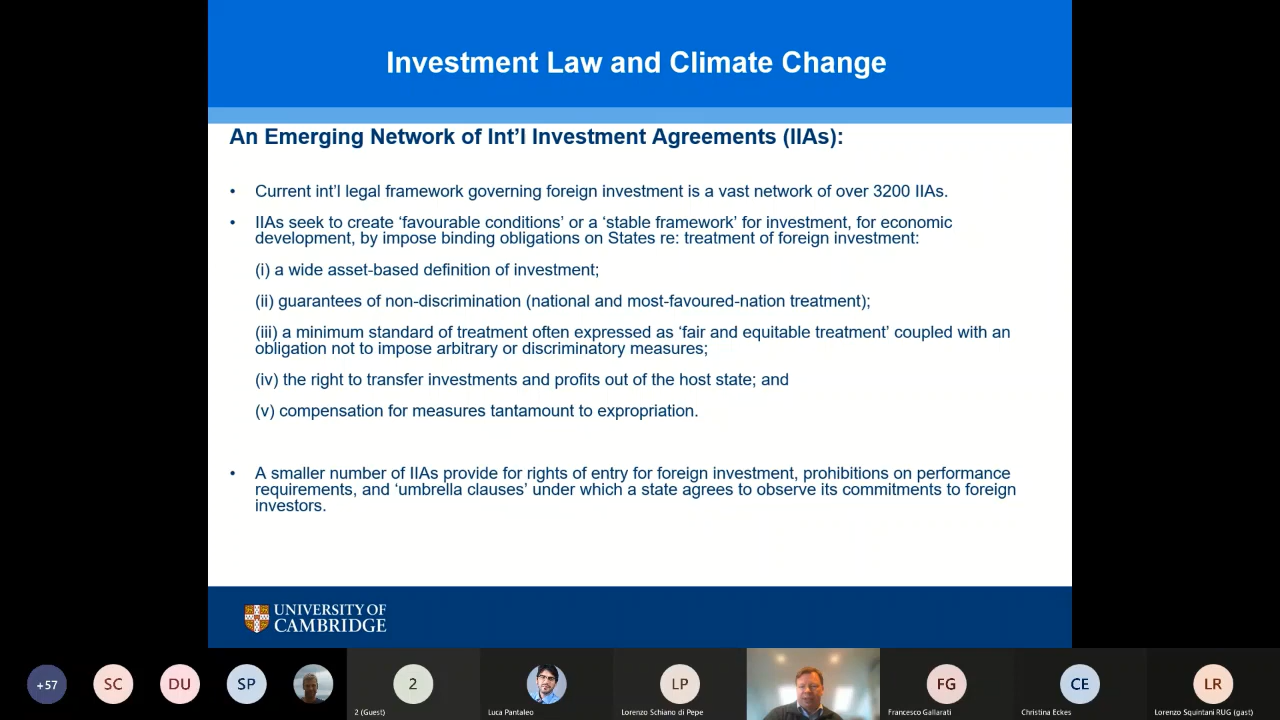 Investment Law and Climate Change
An Emerging Network of Int'l Investment Agreements (IIAs):
• Current int'l legal framework governing foreign investment is a vast network of over 3200 IIAs.
• IIAs seek to create ‘favourable conditions’ or a ‘stable framework’ for investment, for economic
development, by impose binding obligations on States re: treatment of foreign investment:
(i) a wide asset-based definition of investment;
(ii) guarantees of non-discrimination (national and most-favoured-nation treatment);
(iii) a minimum standard of treatment often expressed as ‘fair and equitable treatment’ coupled with an
obligation not to impose arbitrary or discriminatory measures;
(iv) the right to transfer investments and profits out of the host state; and
(v) compensation for measures tantamount to expropriation.
• A smaller number of IIAs provide for rights of entry for foreign investment, prohibitions on performance
requirements, and ‘umbrella clauses’ under which a state agrees to observe its commitments to foreign
investors.
UNIVERSITY OF
CAMBRIDGE
+57 SC DU SP 2 LP FG CE LR
2 (Guest) Luca Pantaleo Lorenzo Schiano di Pepe Francesco Gallarati Christina Eckes Lorenzo Squintani RUG (gast)